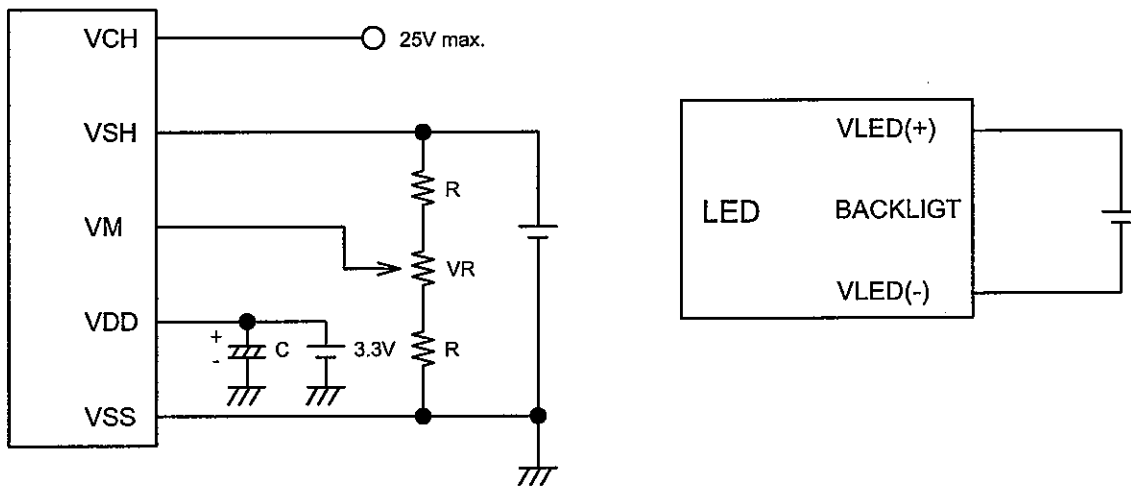 VCH
25V max.
VSH
R
VM
VR
VDD
+
-
C
3.3V
R
VSS
VLED(+)
LED
BACKLIGT
VLED(-)